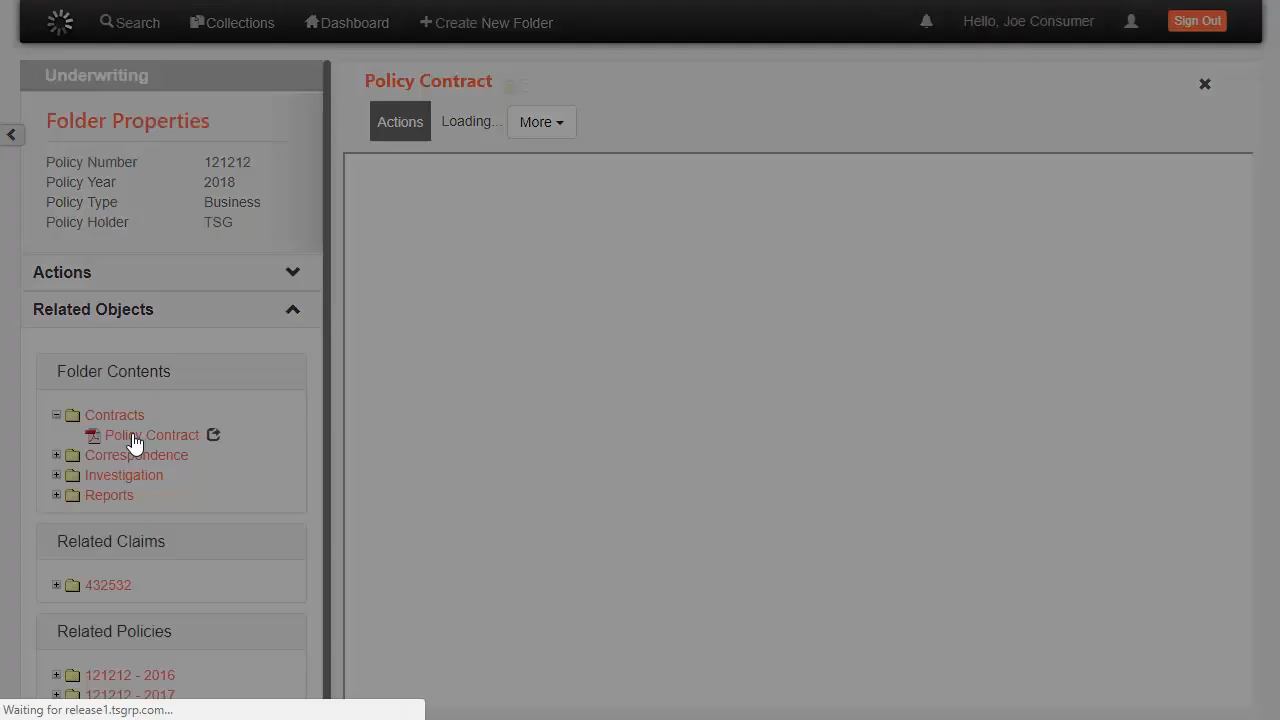 Search Collections Dashboard Create New Folder Hello, Joe Consumer Sign Out
Underwriting
Folder Properties
Policy Number 121212
Policy Year 2018
Policy Type Business
Policy Holder TSG
Actions
Related Objects
Folder Contents
Contracts
Policy Contract
Correspondence
Investigation
Reports
Related Claims
432532
Related Policies
121212 - 2016
121212 - 2017
Waiting for release1.tsgrp.com...
Policy Contract
Actions Loading... More